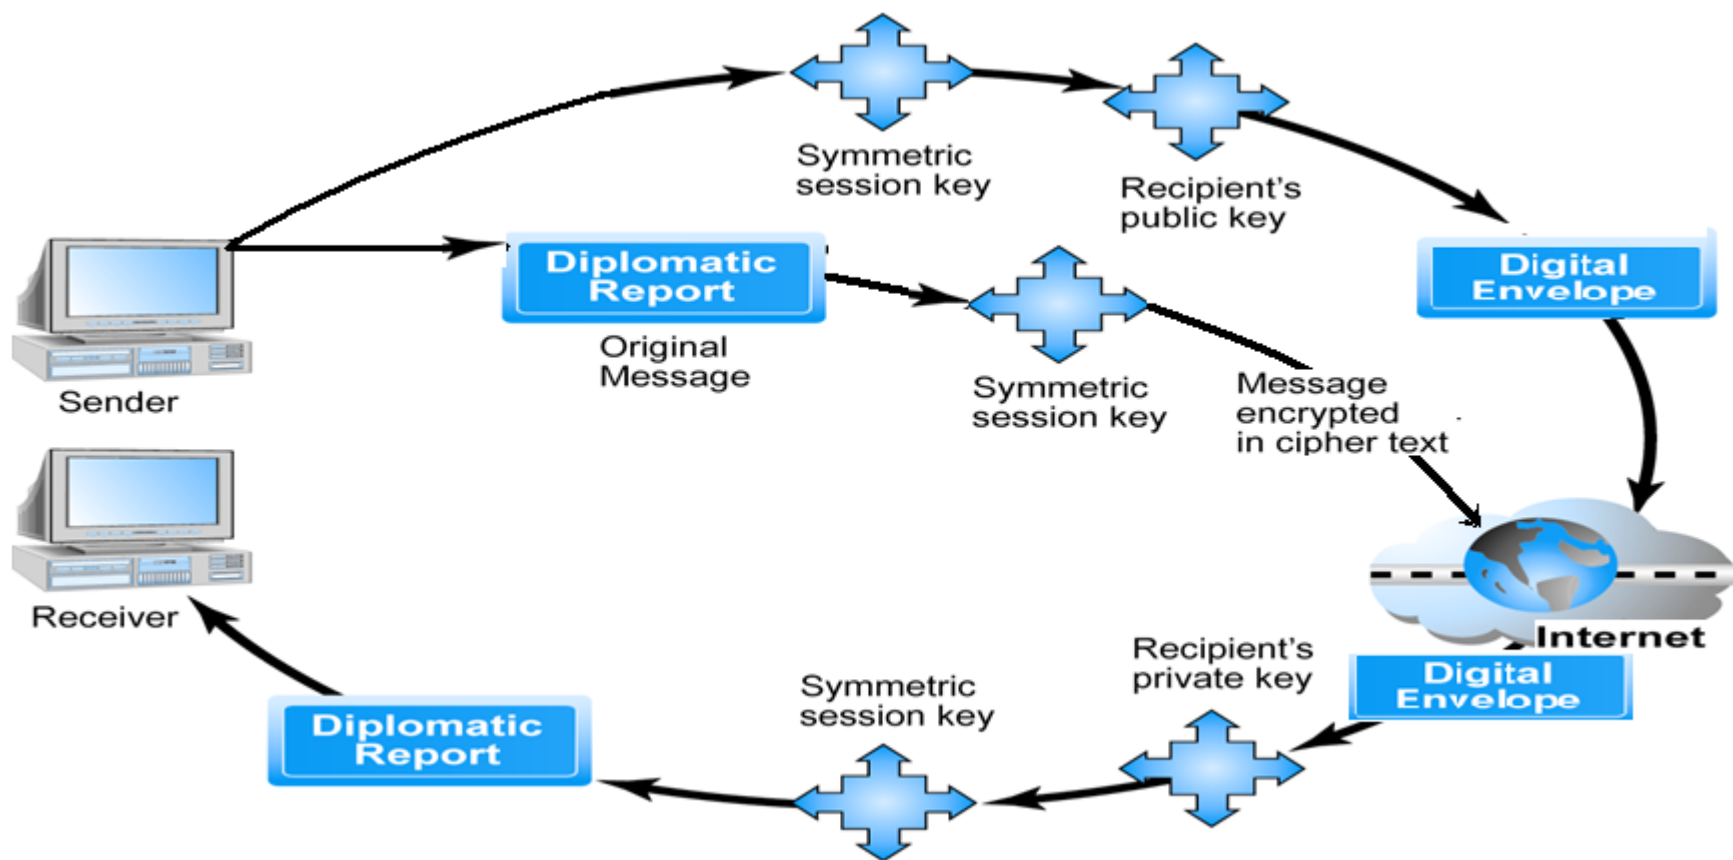 Symmetric
session key
Recipient's
public key
Diplomatic
Report
Original
Message
Sender
Symmetric
session key
Digital
Envelope
Message
encrypted
in cipher text
Internet
Digital
Envelope
Recipient's
private key
Symmetric
session key
Diplomatic
Report
Receiver